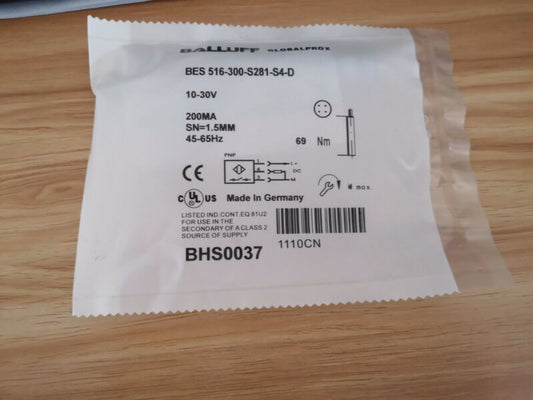 BALLUFF GLOBALPROX
BES 516-300-S281-S4-D
10-30V
200MA
SN=1.5MM
45-65Hz
69 Nm
PNP
L+
DC
M
CE
M max.
C UL US Made in Germany
LISTED IND.CONT.EQ 81U2
FOR USE IN THE
SECONDARY OF A CLASS 2
SOURCE OF SUPPLY
BHS0037
1110CN